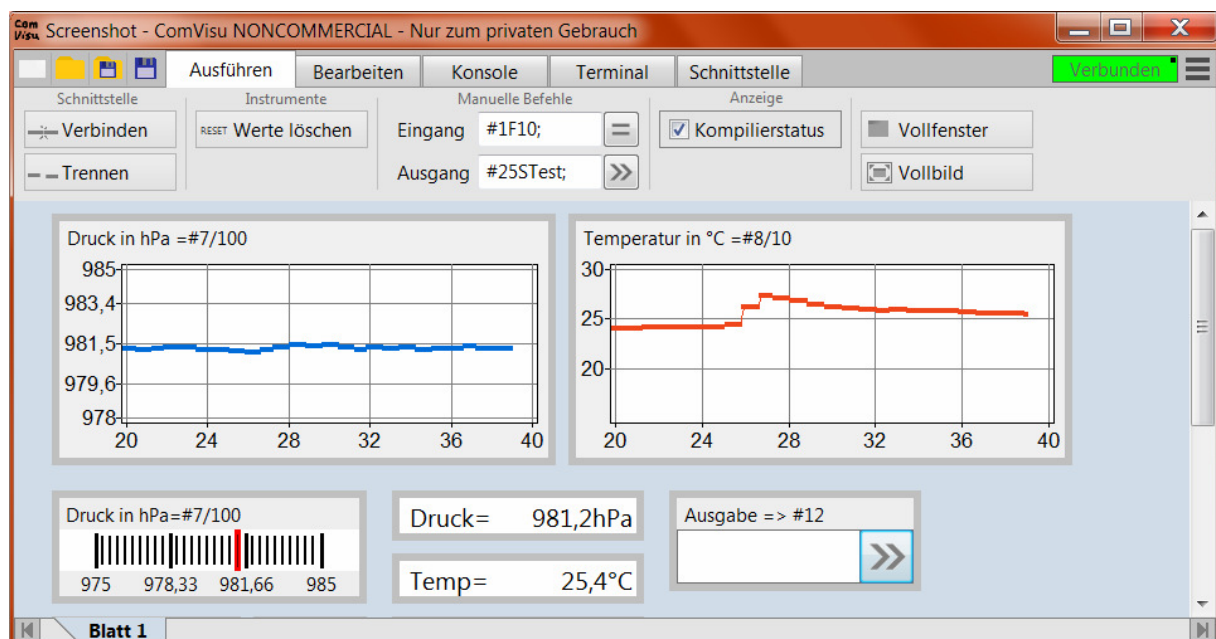 Com Visu Screenshot - ComVisu NONCOMMERCIAL - Nur zum privaten Gebrauch
Ausführen Bearbeiten Konsole Terminal Schnittstelle Verbunden
Schnittstelle Instrumente Manuelle Befehle Anzeige
Verbinden RESET Werte löschen Eingang #1F10; = Kompilierstatus Vollfenster
Trennen Ausgang #25STest; >> Vollbild
Druck in hPa =#7/100
985
983,4
981,5
979,6
978
20 24 28 32 36 40
Temperatur in °C =#8/10
30
25
20
20 24 28 32 36 40
Druck in hPa=#7/100
975 978,33 981,66 985
Druck= 981,2hPa
Temp= 25,4°C
Ausgabe => #12
>>
Blatt 1